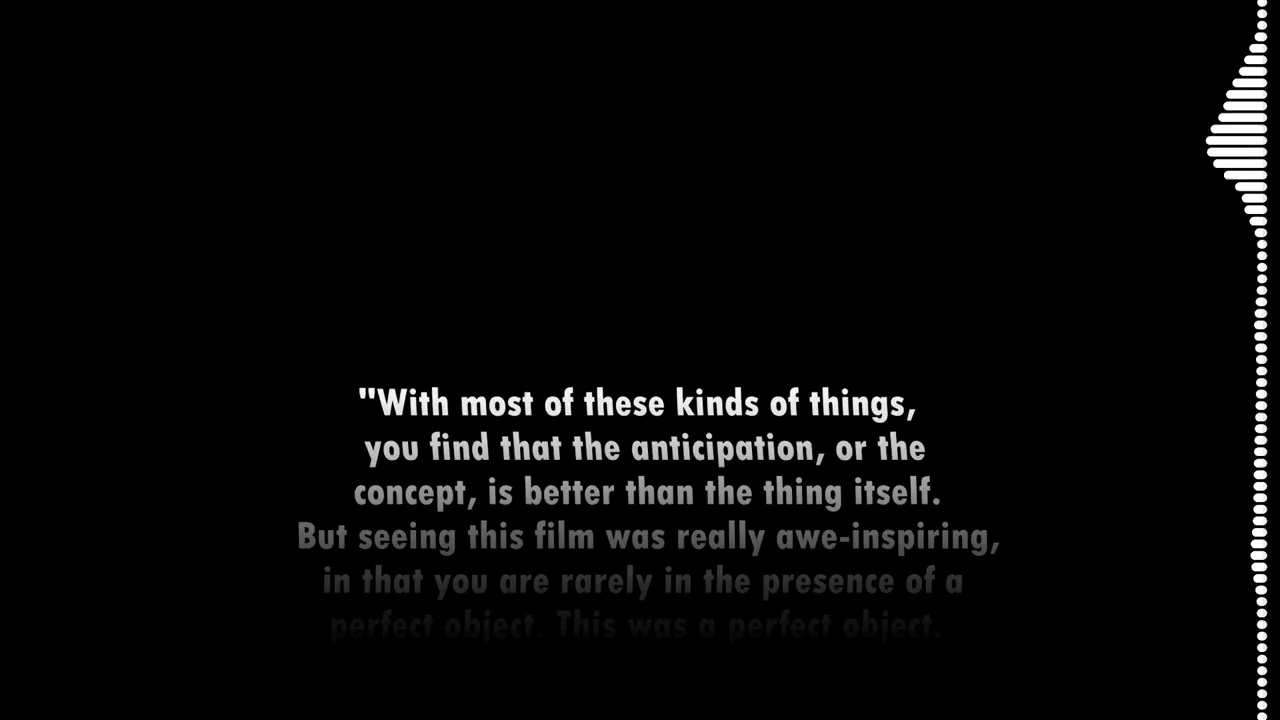 "With most of these kinds of things,
you find that the anticipation, or the
concept, is better than the thing itself.
But seeing this film was really awe-inspiring,
in that you are rarely in the presence of a
perfect object. This was a perfect object.